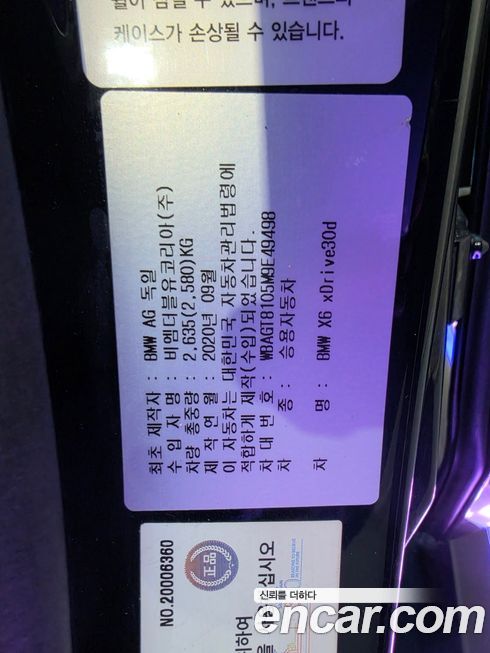 케이스가 손상될 수 있습니다.
최초 제작자 : BMW AG 독일
수 입 자 명 : 비엠더블유코리아(주)
차량 총중량 : 2,635(2,580)KG
제 작 연 월 : 2020년 09월
이 자동차는 대한민국 자동차관리법령에
적합하게 제작(수입)되었습니다.
차 대 번 호 : WBAGT8105M9E49498
차 종 : 승용자동차
차 명 : BMW X6 xDrive30d
NO.20006360
正品
십시오
신뢰를 더하다
encar.com